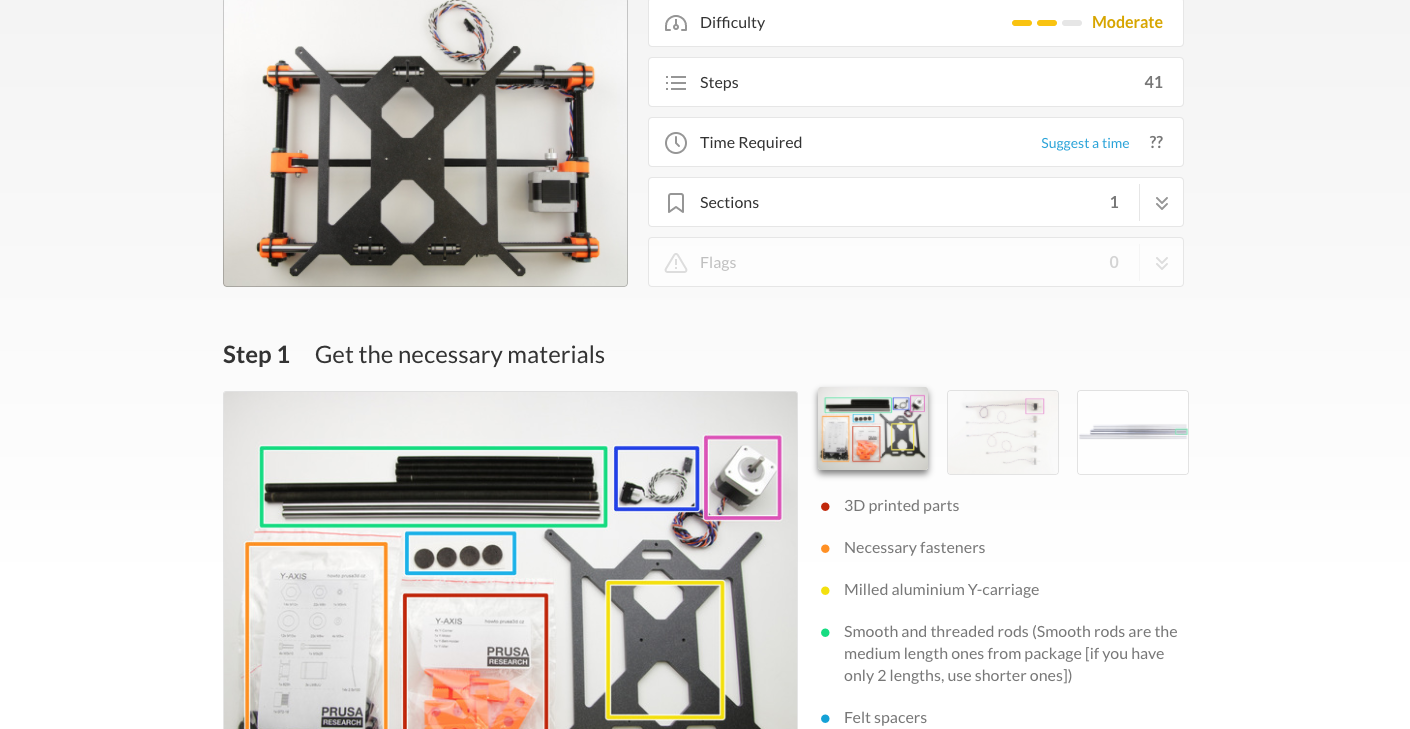 Difficulty
Moderate
Steps
41
Time Required
Suggest a time
??
Sections
1
Flags
0
Step 1 Get the necessary materials
3D printed parts
Necessary fasteners
Milled aluminium Y-carriage
Smooth and threaded rods (Smooth rods are the
medium length ones from package [if you have
only 2 lengths, use shorter ones])
Felt spacers
Y-AXIS
PRUSA
RESEARCH
Y-AXIS
PRUSA
RESEARCH